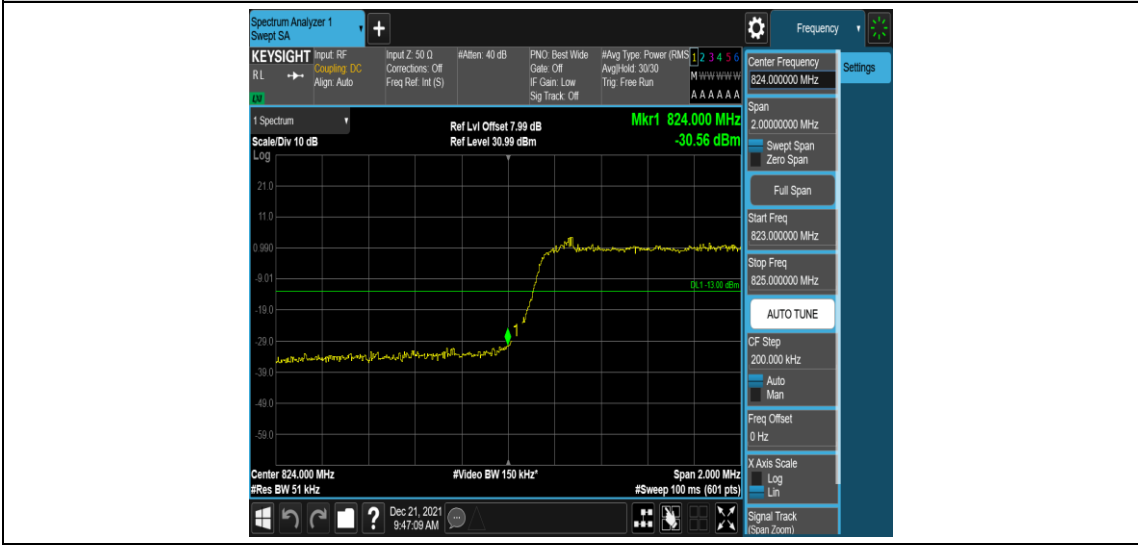 Spectrum Analyzer 1
Swept SA
+
Frequency
KEYSIGHT
RL
LXI
Input: RF
Coupling: DC
Align: Auto
Input Z: 50 Ω
Corrections: Off
Freq Ref: Int (S)
#Atten: 40 dB
PNO: Best Wide
Gate: Off
IF Gain: Low
Sig Track: Off
#Avg Type: Power (RMS
Avg|Hold: 30/30
Trig: Free Run
1 2 3 4 5 6
M W W W W W
A A A A A A
1 Spectrum
Scale/Div 10 dB
Log
Ref Lvl Offset 7.99 dB
Ref Level 30.99 dBm
Mkr1 824.000 MHz
-30.56 dBm
21.0
11.0
0.990
-9.01
DL1 -13.00 dBm
-19.0
1
-29.0
-39.0
-49.0
-59.0
Center 824.000 MHz
#Video BW 150 kHz*
Span 2.000 MHz
#Res BW 51 kHz
#Sweep 100 ms (601 pts)
?
Dec 21, 2021
9:47:09 AM
Center Frequency
824.000000 MHz
Settings
Span
2.00000000 MHz
Swept Span
Zero Span
Full Span
Start Freq
823.000000 MHz
Stop Freq
825.000000 MHz
AUTO TUNE
CF Step
200.000 kHz
Auto
Man
Freq Offset
0 Hz
X Axis Scale
Log
Lin
Signal Track
(Span Zoom)